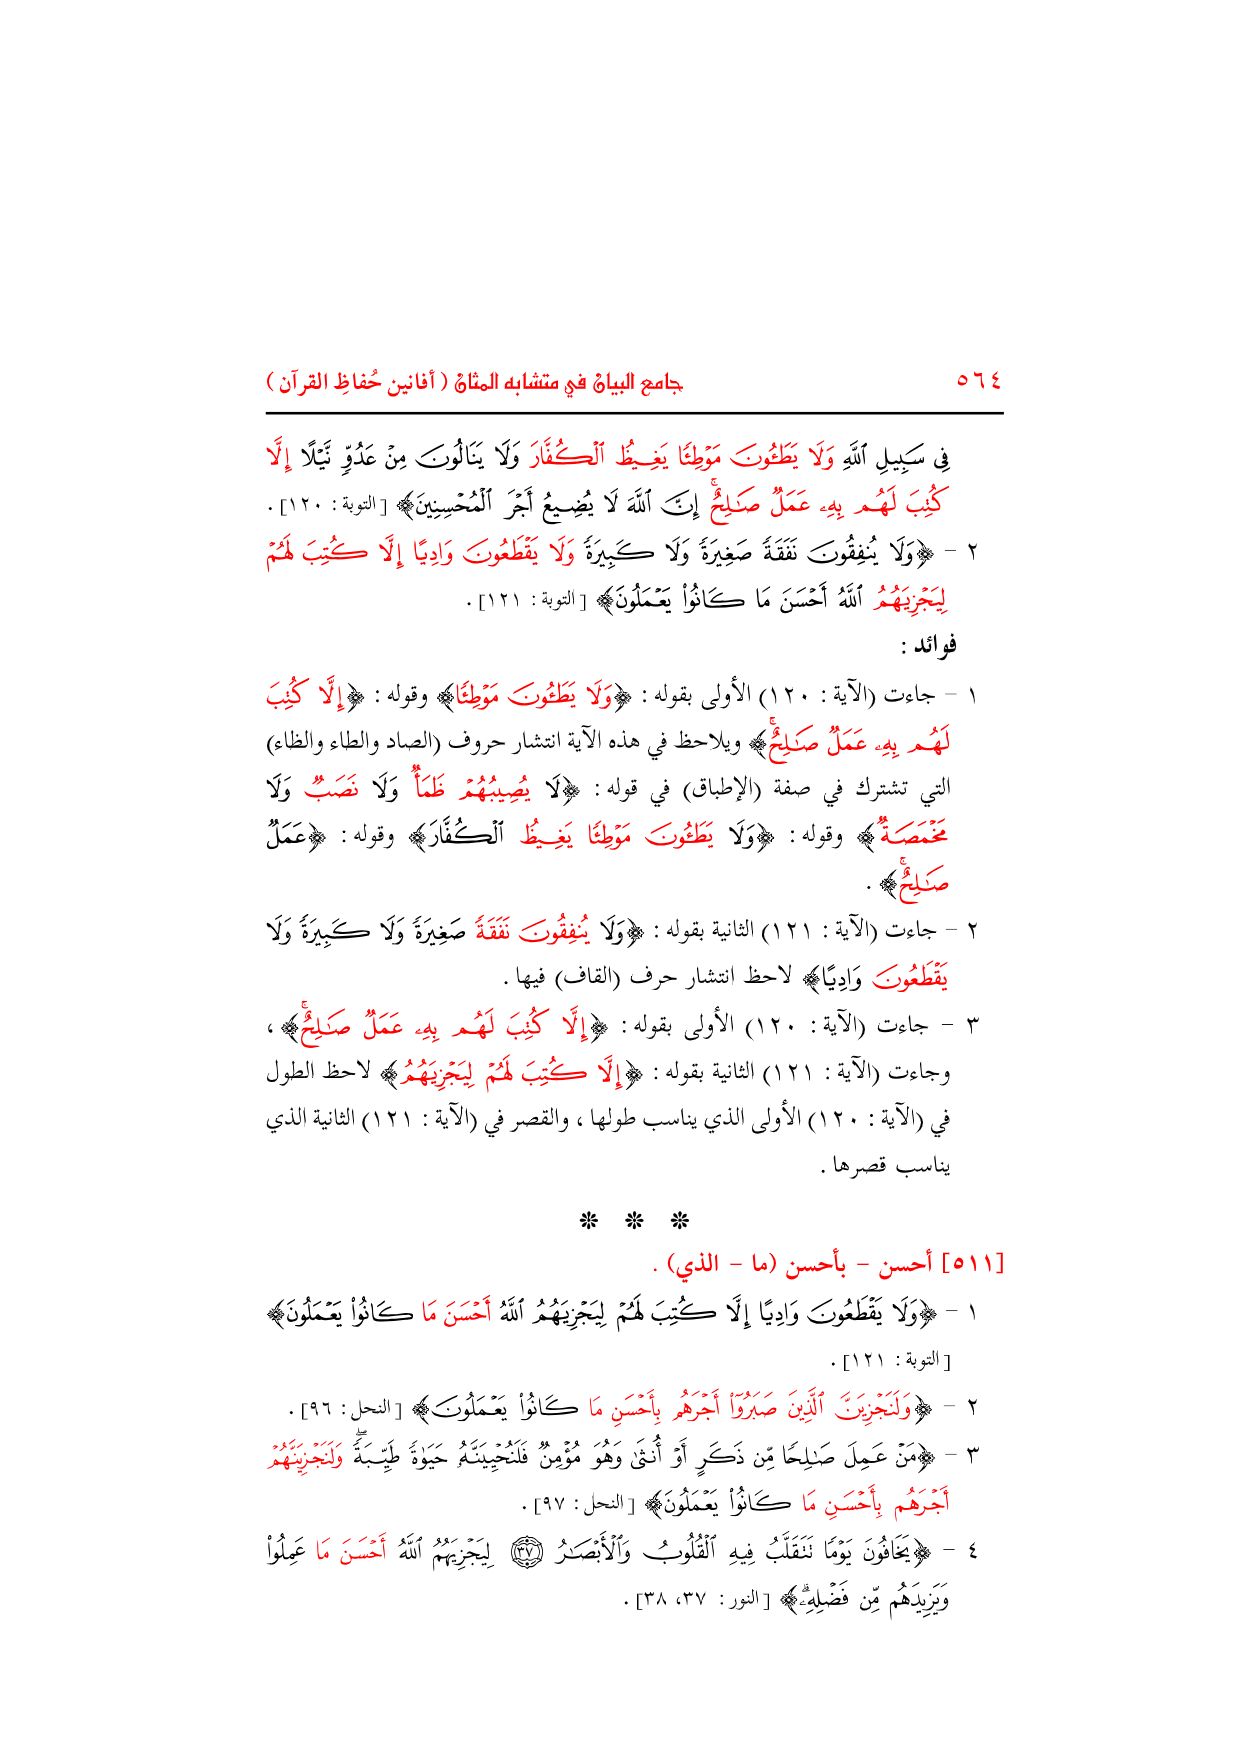 ٥٦٤ جامع البيان في متشابه المثان ( أفانين حُفاظِ القرآن )
فِي سَبِيلِ ٱللَّهِ وَلَا يَطَـُٔونَ مَوۡطِئٗا يَغِيظُ ٱلۡكُفَّارَ وَلَا يَنَالُونَ مِنۡ عَدُوّٖ نَّيۡلًا إِلَّا
كُتِبَ لَهُم بِهِۦ عَمَلٞ صَٰلِحٌۚ إِنَّ ٱللَّهَ لَا يُضِيعُ أَجۡرَ ٱلۡمُحۡسِنِينَ﴾ [التوبة : ١٢٠] .
٢ - ﴿وَلَا يُنفِقُونَ نَفَقَةٗ صَغِيرَةٗ وَلَا كَبِيرَةٗ وَلَا يَقۡطَعُونَ وَادِيًا إِلَّا كُتِبَ لَهُمۡ
لِيَجۡزِيَهُمُ ٱللَّهُ أَحۡسَنَ مَا كَانُواْ يَعۡمَلُونَ﴾ [التوبة : ١٢١] .
فوائد :
١ - جاءت (الآية : ١٢٠) الأولى بقوله : ﴿وَلَا يَطَـُٔونَ مَوۡطِئٗا﴾ وقوله : ﴿إِلَّا كُتِبَ
لَهُم بِهِۦ عَمَلٞ صَٰلِحٌۚ﴾ ويلاحظ في هذه الآية انتشار حروف (الصاد والطاء والظاء)
التي تشترك في صفة (الإطباق) في قوله : ﴿لَا يُصِيبُهُمۡ ظَمَأٞ وَلَا نَصَبٞ وَلَا
مَخۡمَصَةٞ﴾ وقوله : ﴿وَلَا يَطَـُٔونَ مَوۡطِئٗا يَغِيظُ ٱلۡكُفَّارَ﴾ وقوله : ﴿عَمَلٞ
صَٰلِحٌۚ﴾ .
٢ - جاءت (الآية : ١٢١) الثانية بقوله : ﴿وَلَا يُنفِقُونَ نَفَقَةٗ صَغِيرَةٗ وَلَا كَبِيرَةٗ وَلَا
يَقۡطَعُونَ وَادِيًا﴾ لاحظ انتشار حرف (القاف) فيها .
٣ - جاءت (الآية : ١٢٠) الأولى بقوله : ﴿إِلَّا كُتِبَ لَهُم بِهِۦ عَمَلٞ صَٰلِحٌۚ﴾ ،
وجاءت (الآية : ١٢١) الثانية بقوله : ﴿إِلَّا كُتِبَ لَهُمۡ لِيَجۡزِيَهُمُ﴾ لاحظ الطول
في (الآية : ١٢٠) الأولى الذي يناسب طولها ، والقصر في (الآية : ١٢١) الثانية الذي
يناسب قصرها .
* * *
[٥١١] أحسن - بأحسن (ما - الذي) .
١ - ﴿وَلَا يَقۡطَعُونَ وَادِيًا إِلَّا كُتِبَ لَهُمۡ لِيَجۡزِيَهُمُ ٱللَّهُ أَحۡسَنَ مَا كَانُواْ يَعۡمَلُونَ﴾
[التوبة : ١٢١] .
٢ - ﴿وَلَنَجۡزِيَنَّ ٱلَّذِينَ صَبَرُوٓاْ أَجۡرَهُم بِأَحۡسَنِ مَا كَانُواْ يَعۡمَلُونَ﴾ [النحل : ٩٦] .
٣ - ﴿مَنۡ عَمِلَ صَٰلِحٗا مِّن ذَكَرٍ أَوۡ أُنثَىٰ وَهُوَ مُؤۡمِنٞ فَلَنُحۡيِيَنَّهُۥ حَيَوٰةٗ طَيِّبَةٗۖ وَلَنَجۡزِيَنَّهُمۡ
أَجۡرَهُم بِأَحۡسَنِ مَا كَانُواْ يَعۡمَلُونَ﴾ [النحل : ٩٧] .
٤ - ﴿يَخَافُونَ يَوۡمٗا تَتَقَلَّبُ فِيهِ ٱلۡقُلُوبُ وَٱلۡأَبۡصَٰرُ ۝٣٧ لِيَجۡزِيَهُمُ ٱللَّهُ أَحۡسَنَ مَا عَمِلُواْ
وَيَزِيدَهُم مِّن فَضۡلِهِۦۗ﴾ [النور : ٣٧، ٣٨] .